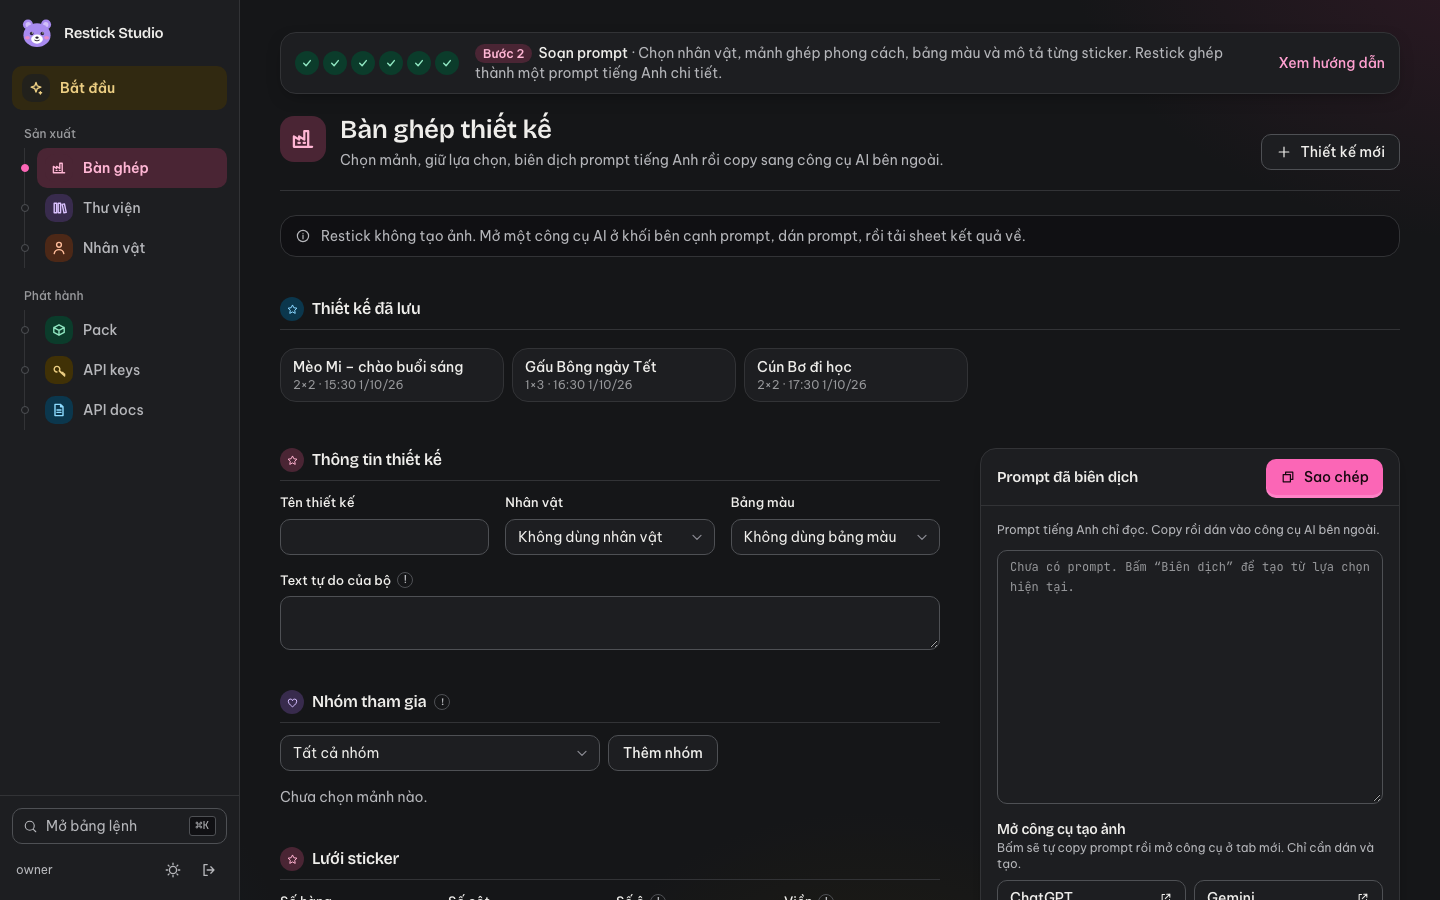 Restick Studio
Bắt đầu
Sản xuất
Bàn ghép
Thư viện
Nhân vật
Phát hành
Pack
API keys
API docs
Mở bảng lệnh
⌘K
owner
Bước 2 Soạn prompt · Chọn nhân vật, mảnh ghép phong cách, bảng màu và mô tả từng sticker. Restick ghép
thành một prompt tiếng Anh chi tiết.
Xem hướng dẫn
Bàn ghép thiết kế
Chọn mảnh, giữ lựa chọn, biên dịch prompt tiếng Anh rồi copy sang công cụ AI bên ngoài.
Thiết kế mới
Restick không tạo ảnh. Mở một công cụ AI ở khối bên cạnh prompt, dán prompt, rồi tải sheet kết quả về.
Thiết kế đã lưu
Mèo Mi – chào buổi sáng
2×2 · 15:30 1/10/26
Gấu Bông ngày Tết
1×3 · 16:30 1/10/26
Cún Bơ đi học
2×2 · 17:30 1/10/26
Thông tin thiết kế
Tên thiết kế
Nhân vật
Bảng màu
Không dùng nhân vật
Không dùng bảng màu
Text tự do của bộ
Nhóm tham gia
Tất cả nhóm
Thêm nhóm
Chưa chọn mảnh nào.
Lưới sticker
Số hàng
Số cột
Số ô
Viền
Prompt đã biên dịch
Sao chép
Prompt tiếng Anh chỉ đọc. Copy rồi dán vào công cụ AI bên ngoài.
Chưa có prompt. Bấm “Biên dịch” để tạo từ lựa chọn
hiện tại.
Mở công cụ tạo ảnh
Bấm sẽ tự copy prompt rồi mở công cụ ở tab mới. Chỉ cần dán và
tạo.
ChatGPT
Gemini